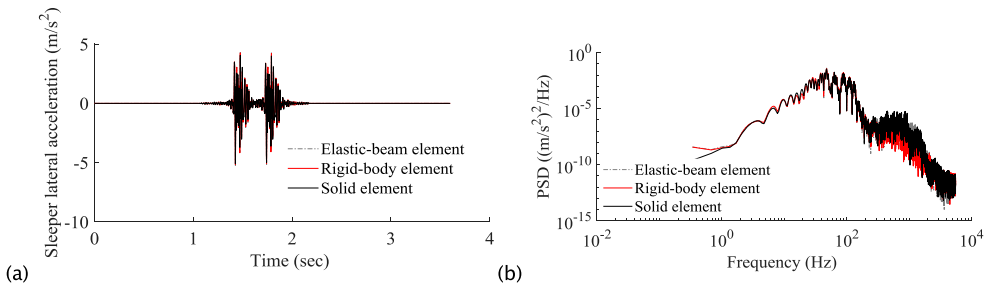 Sleeper lateral acceleration (m/s²)
5
0
-5
-10
0
1
2
3
4
Time (sec)
Elastic-beam element
Rigid-body element
Solid element
(a)
PSD ((m/s²)²/Hz)
10⁰
10⁻⁵
10⁻¹⁰
10⁻¹⁵
10⁻²
10⁰
10²
10⁴
Frequency (Hz)
Elastic-beam element
Rigid-body element
Solid element
(b)